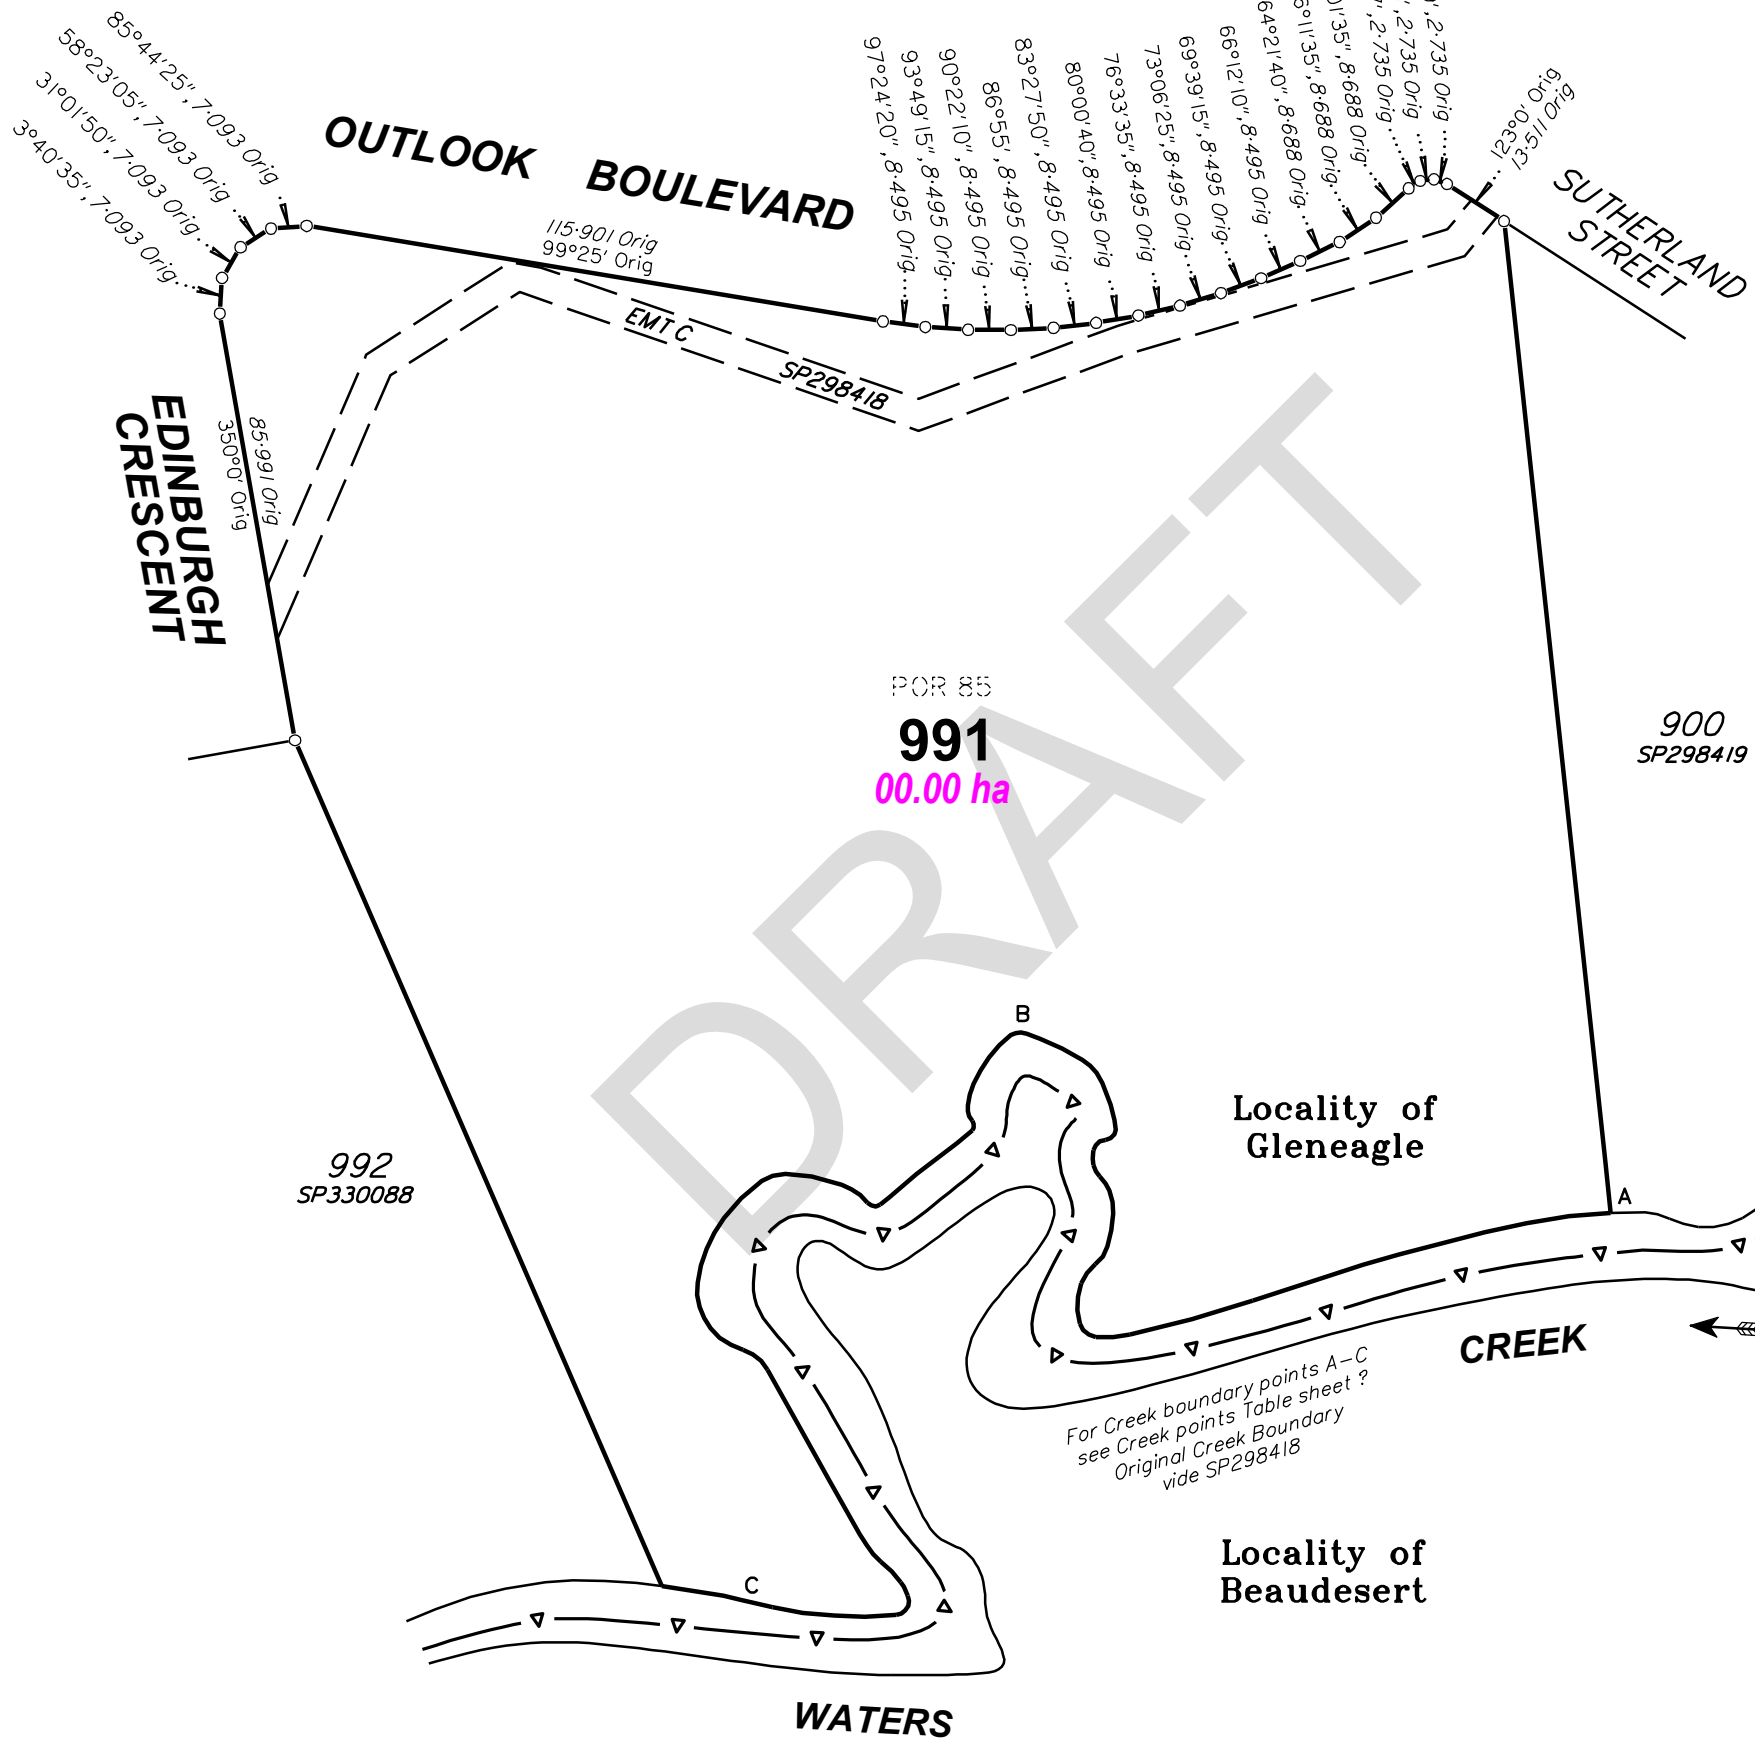 85°44'25",7·093 Orig
58°23'05",7·093 Orig
31°01'50",7·093 Orig
3°40'35",7·093 Orig
OUTLOOK BOULEVARD
115·901 Orig
99°25' Orig
97°24'20",8·495 Orig
93°49'15",8·495 Orig
90°22'10",8·495 Orig
86°55',8·495 Orig
83°27'50",8·495 Orig
80°00'40",8·495 Orig
76°33'35",8·495 Orig
73°06'25",8·495 Orig
69°39'15",8·495 Orig
66°12'10",8·495 Orig
64°21'40",8·688 Orig
11'35",8·688 Orig
8·688 Orig
2·735 Orig
2·735 Orig
2·735 Orig
123°0' Orig
13·511 Orig
SUTHERLAND
STREET
EMT C
SP298418
EDINBURGH
CRESCENT
85·991 Orig
350°0' Orig
POR 85
991
00.00 ha
DRAFT
900
SP298419
992
SP330088
B
Locality of
Gleneagle
A
CREEK
For Creek boundary points A–C
see Creek points Table sheet ?
Original Creek Boundary
vide SP298418
Locality of
Beaudesert
C
WATERS